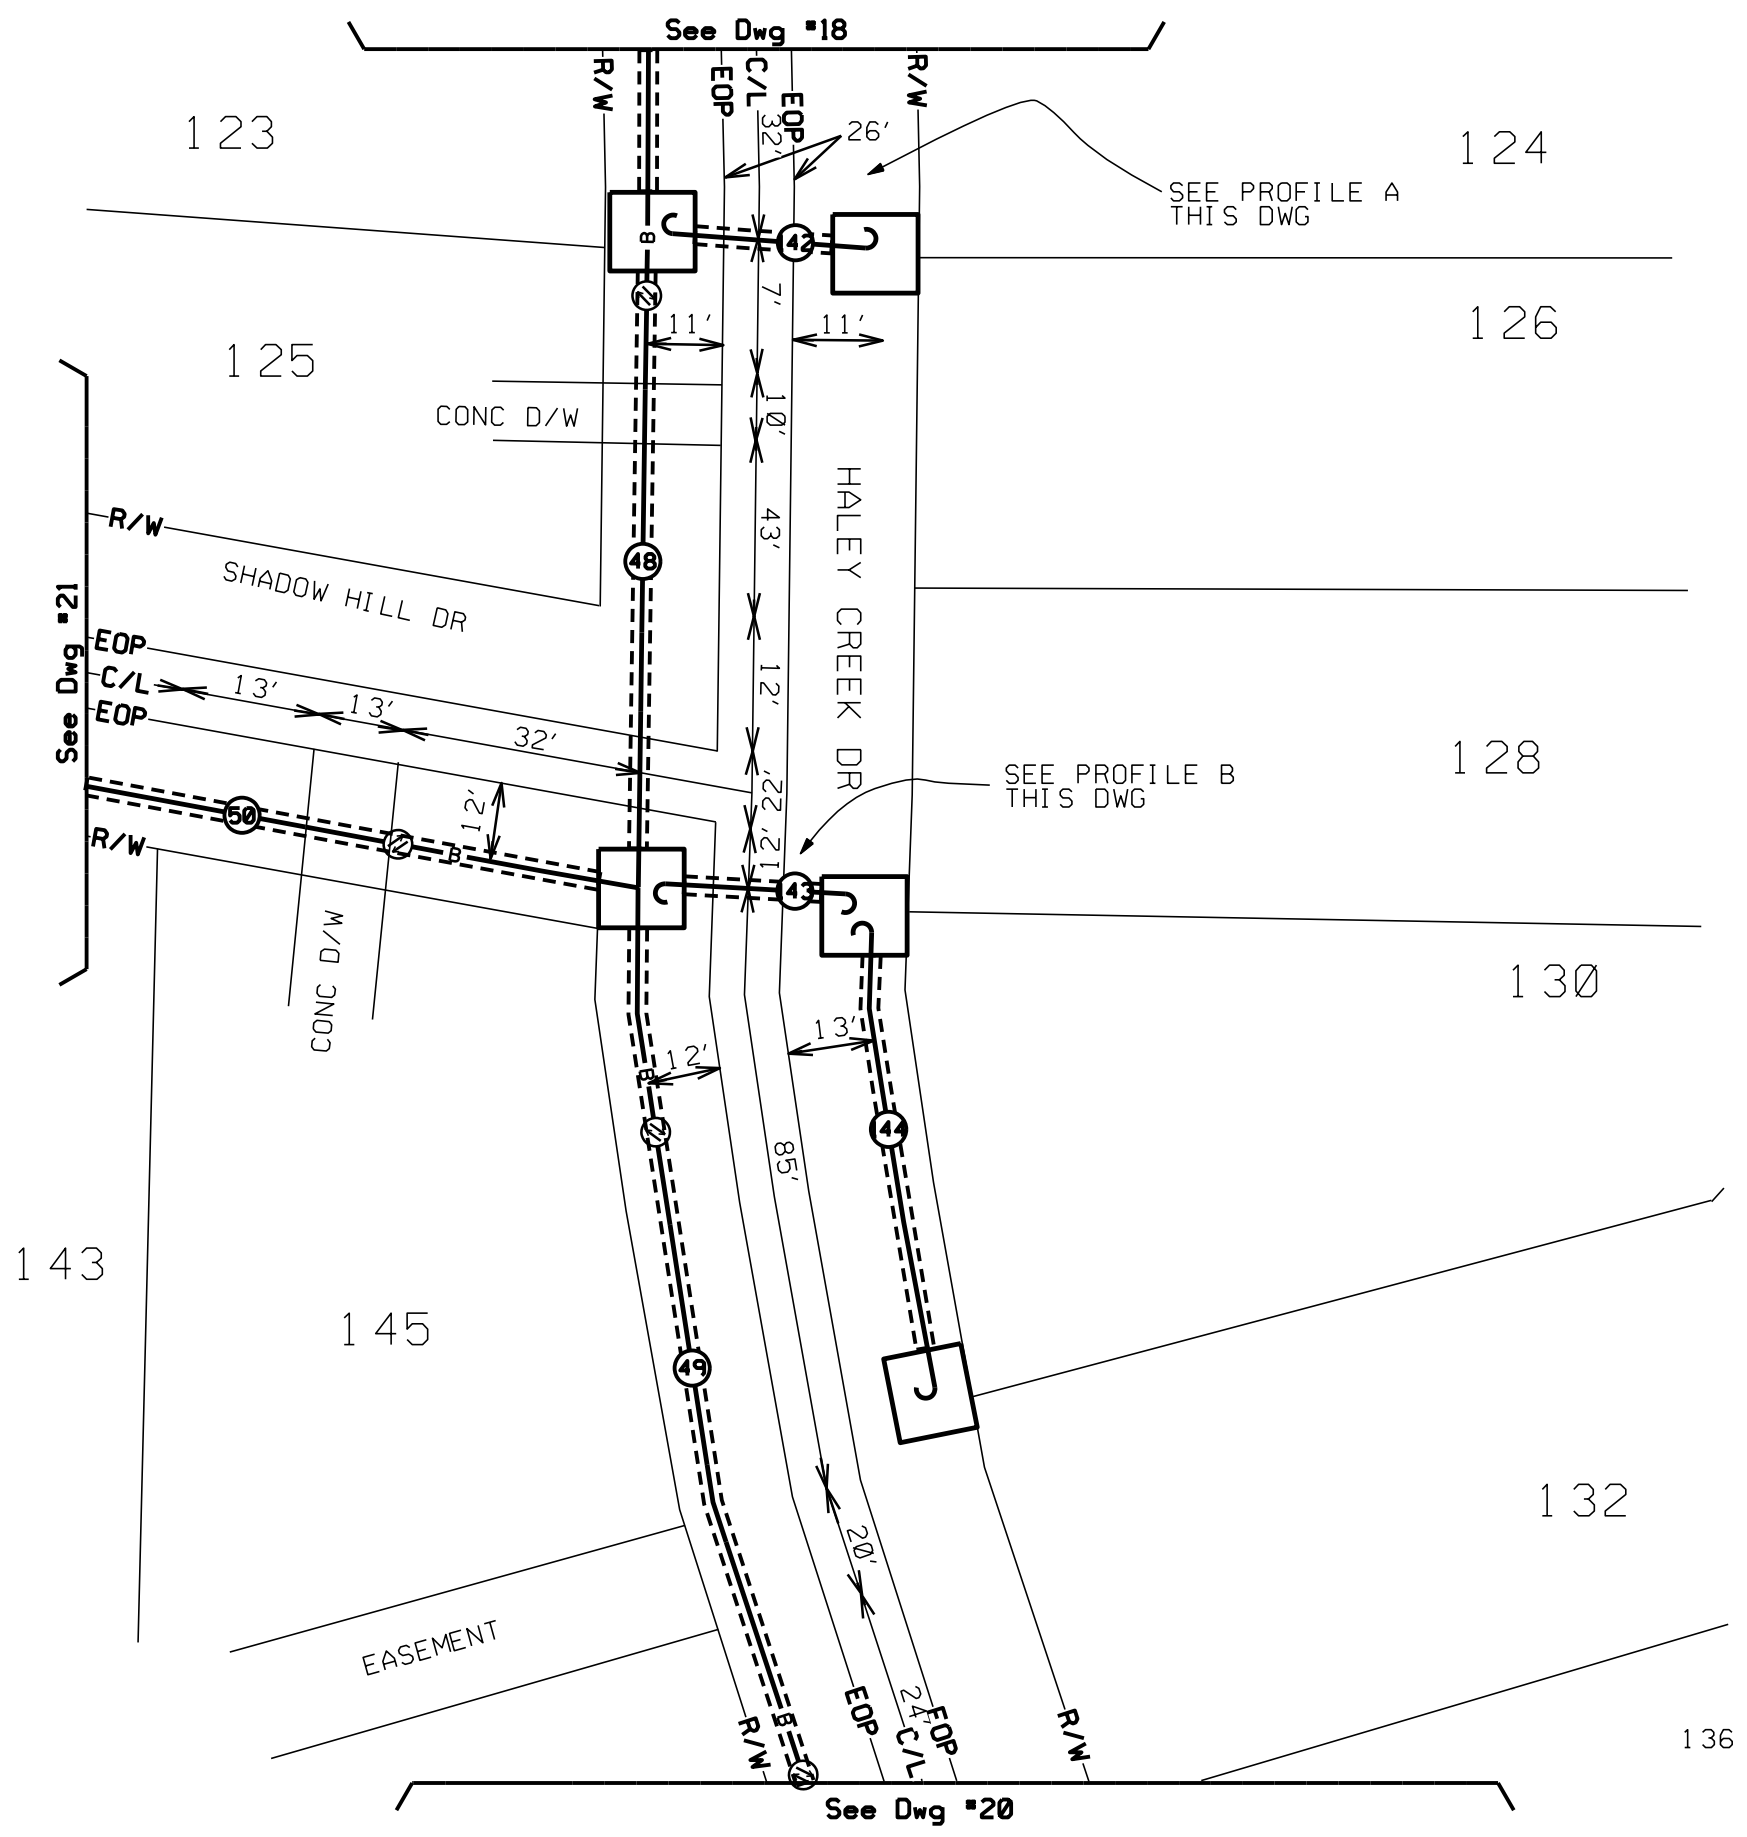 See Dwg #18
R/W
EOP
C/L
EOP
R/W
32'
26'
123
124
SEE PROFILE A
THIS DWG
B
42
7'
11'
11'
125
126
CONC D/W
10'
R/W
SHADOW HILL DR
43'
HALEY CREEK DR
48
See Dwg #21
EOP
C/L
EOP
13'
13'
32'
12'
22'
12'
12'
128
SEE PROFILE B
THIS DWG
50
R/W
B
43
CONC D/W
130
13'
12'
B
44
85'
143
145
49
132
20'
EASEMENT
B
R/W
EOP
24'
C/L
EOP
R/W
136
See Dwg #20